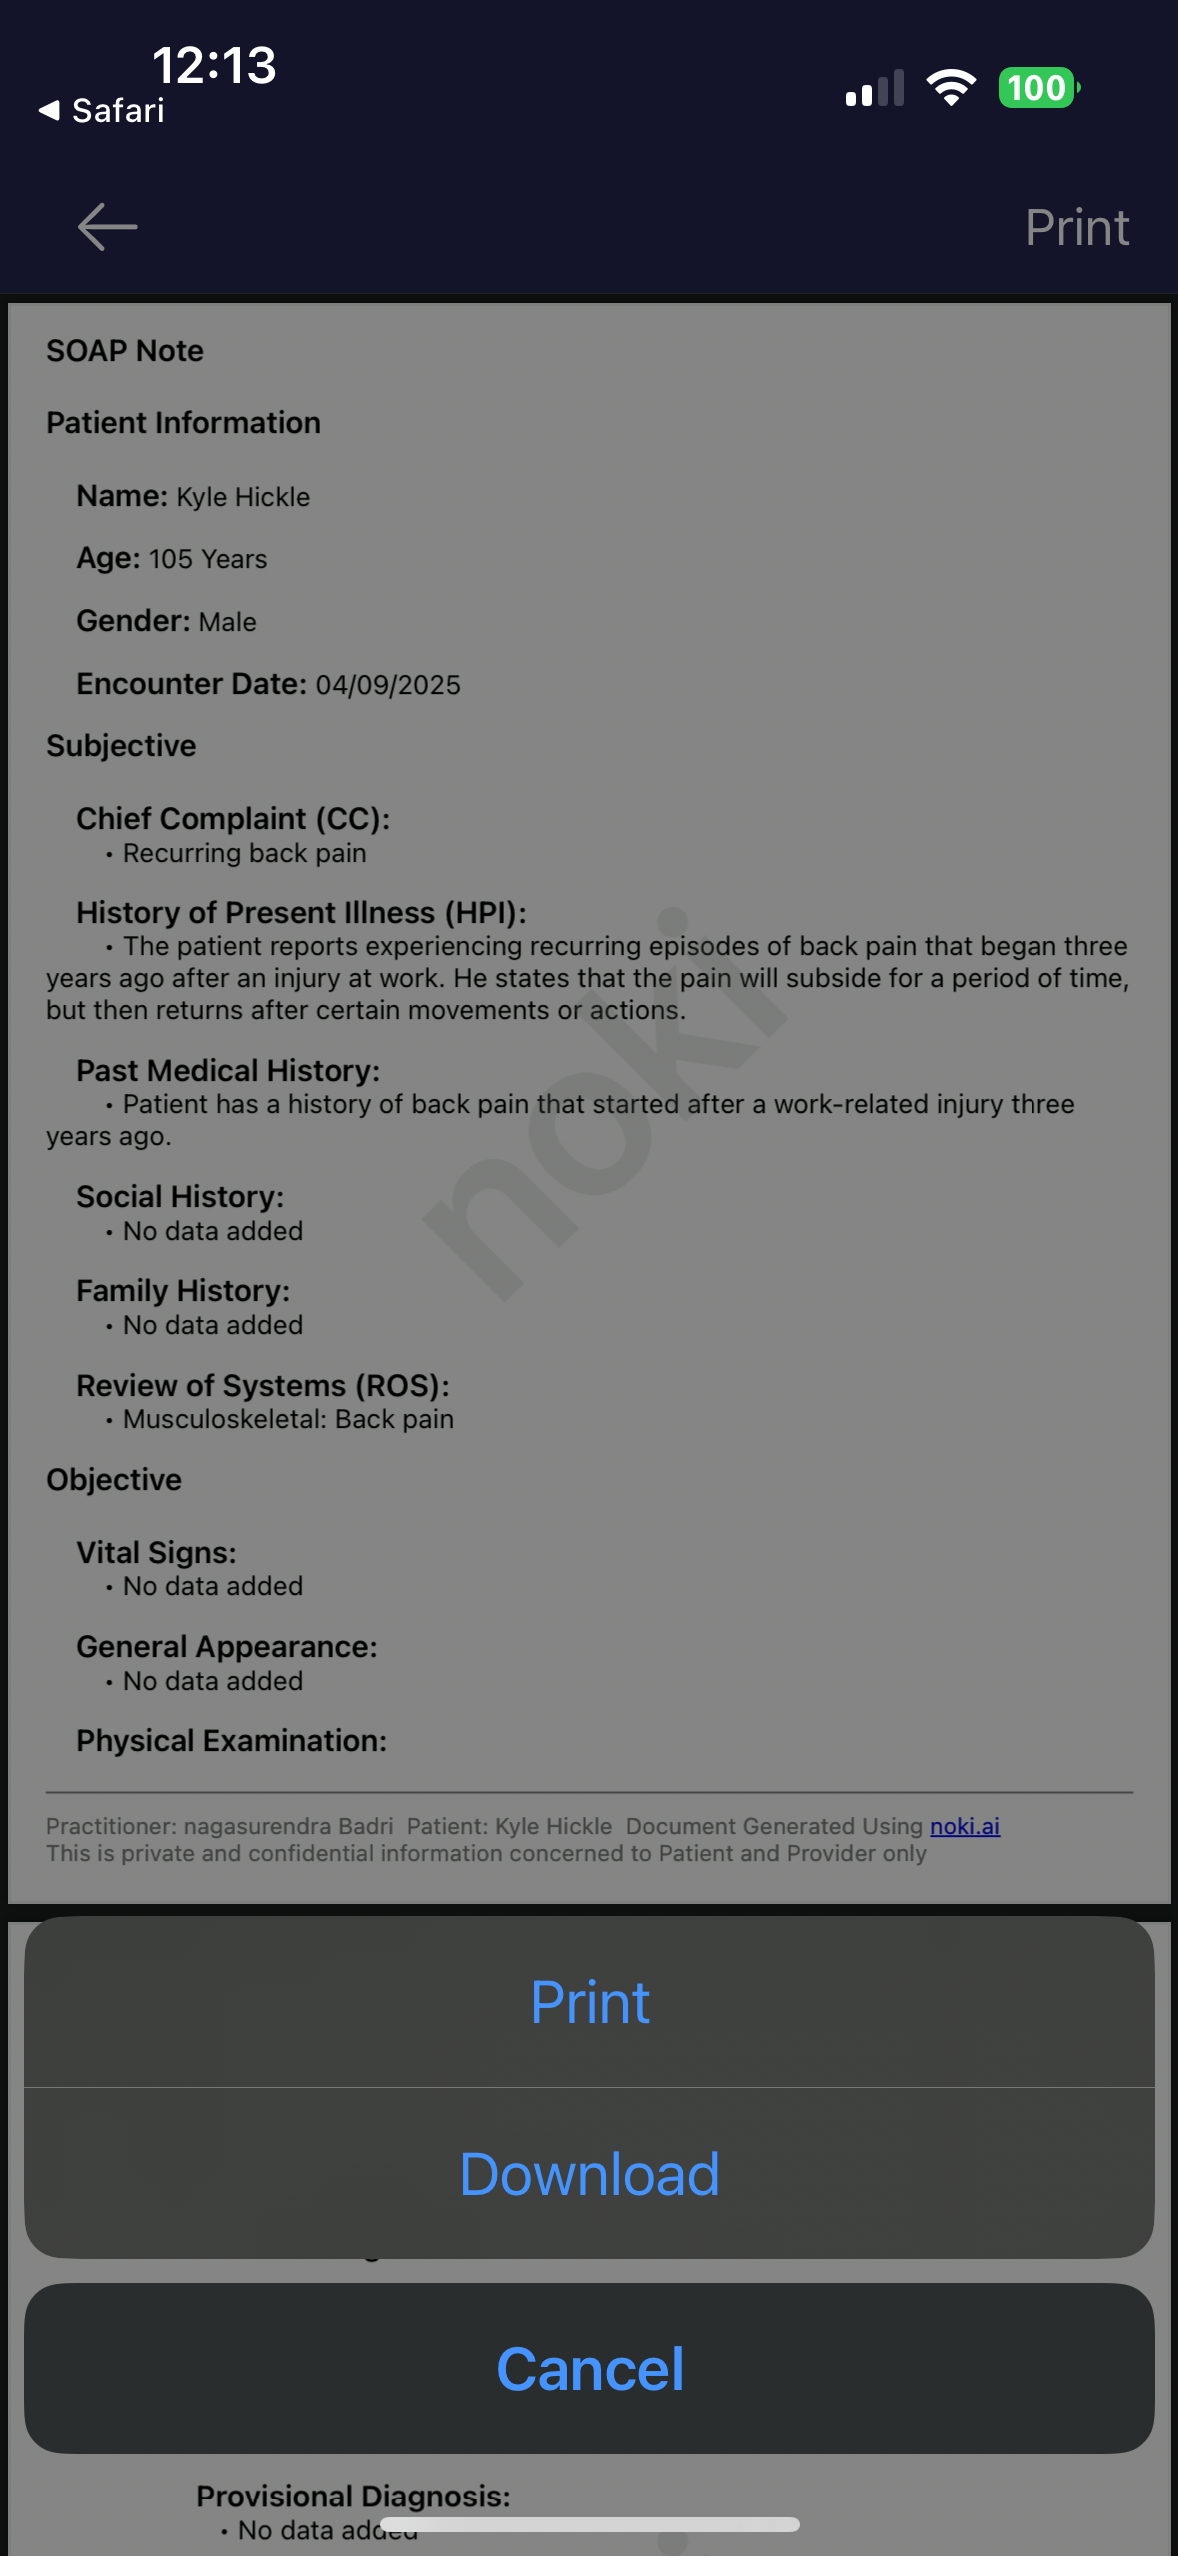 12:13
Safari
100
Print
SOAP Note
Patient Information
Name: Kyle Hickle
Age: 105 Years
Gender: Male
Encounter Date: 04/09/2025
Subjective
Chief Complaint (CC):
• Recurring back pain
History of Present Illness (HPI):
• The patient reports experiencing recurring episodes of back pain that began three
years ago after an injury at work. He states that the pain will subside for a period of time,
but then returns after certain movements or actions.
noki
Past Medical History:
• Patient has a history of back pain that started after a work-related injury three
years ago.
Social History:
• No data added
Family History:
• No data added
Review of Systems (ROS):
• Musculoskeletal: Back pain
Objective
Vital Signs:
• No data added
General Appearance:
• No data added
Physical Examination:
Practitioner: nagasurendra Badri Patient: Kyle Hickle Document Generated Using noki.ai
This is private and confidential information concerned to Patient and Provider only
Print
Download
Cancel
Provisional Diagnosis:
• No data added